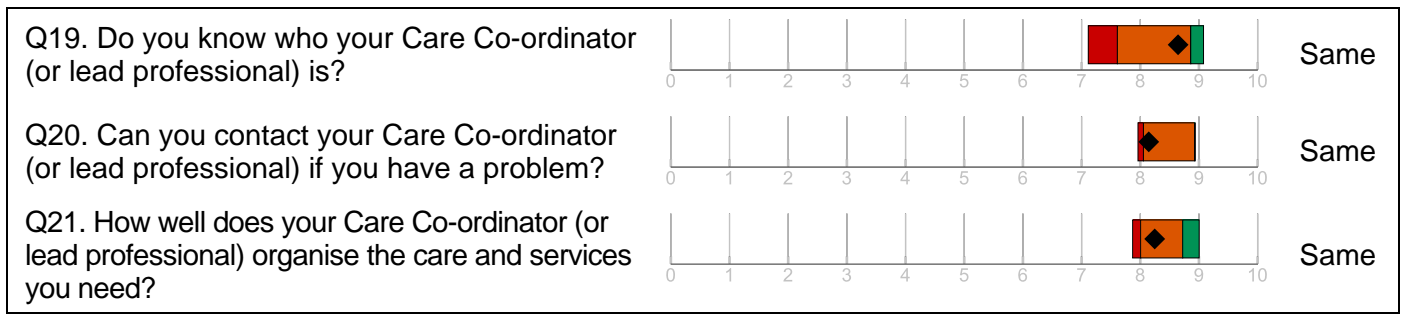 Q19. Do you know who your Care Co-ordinator
(or lead professional) is?
0 1 2 3 4 5 6 7 8 9 10
Same
Q20. Can you contact your Care Co-ordinator
(or lead professional) if you have a problem?
0 1 2 3 4 5 6 7 8 9 10
Same
Q21. How well does your Care Co-ordinator (or
lead professional) organise the care and services
you need?
0 1 2 3 4 5 6 7 8 9 10
Same